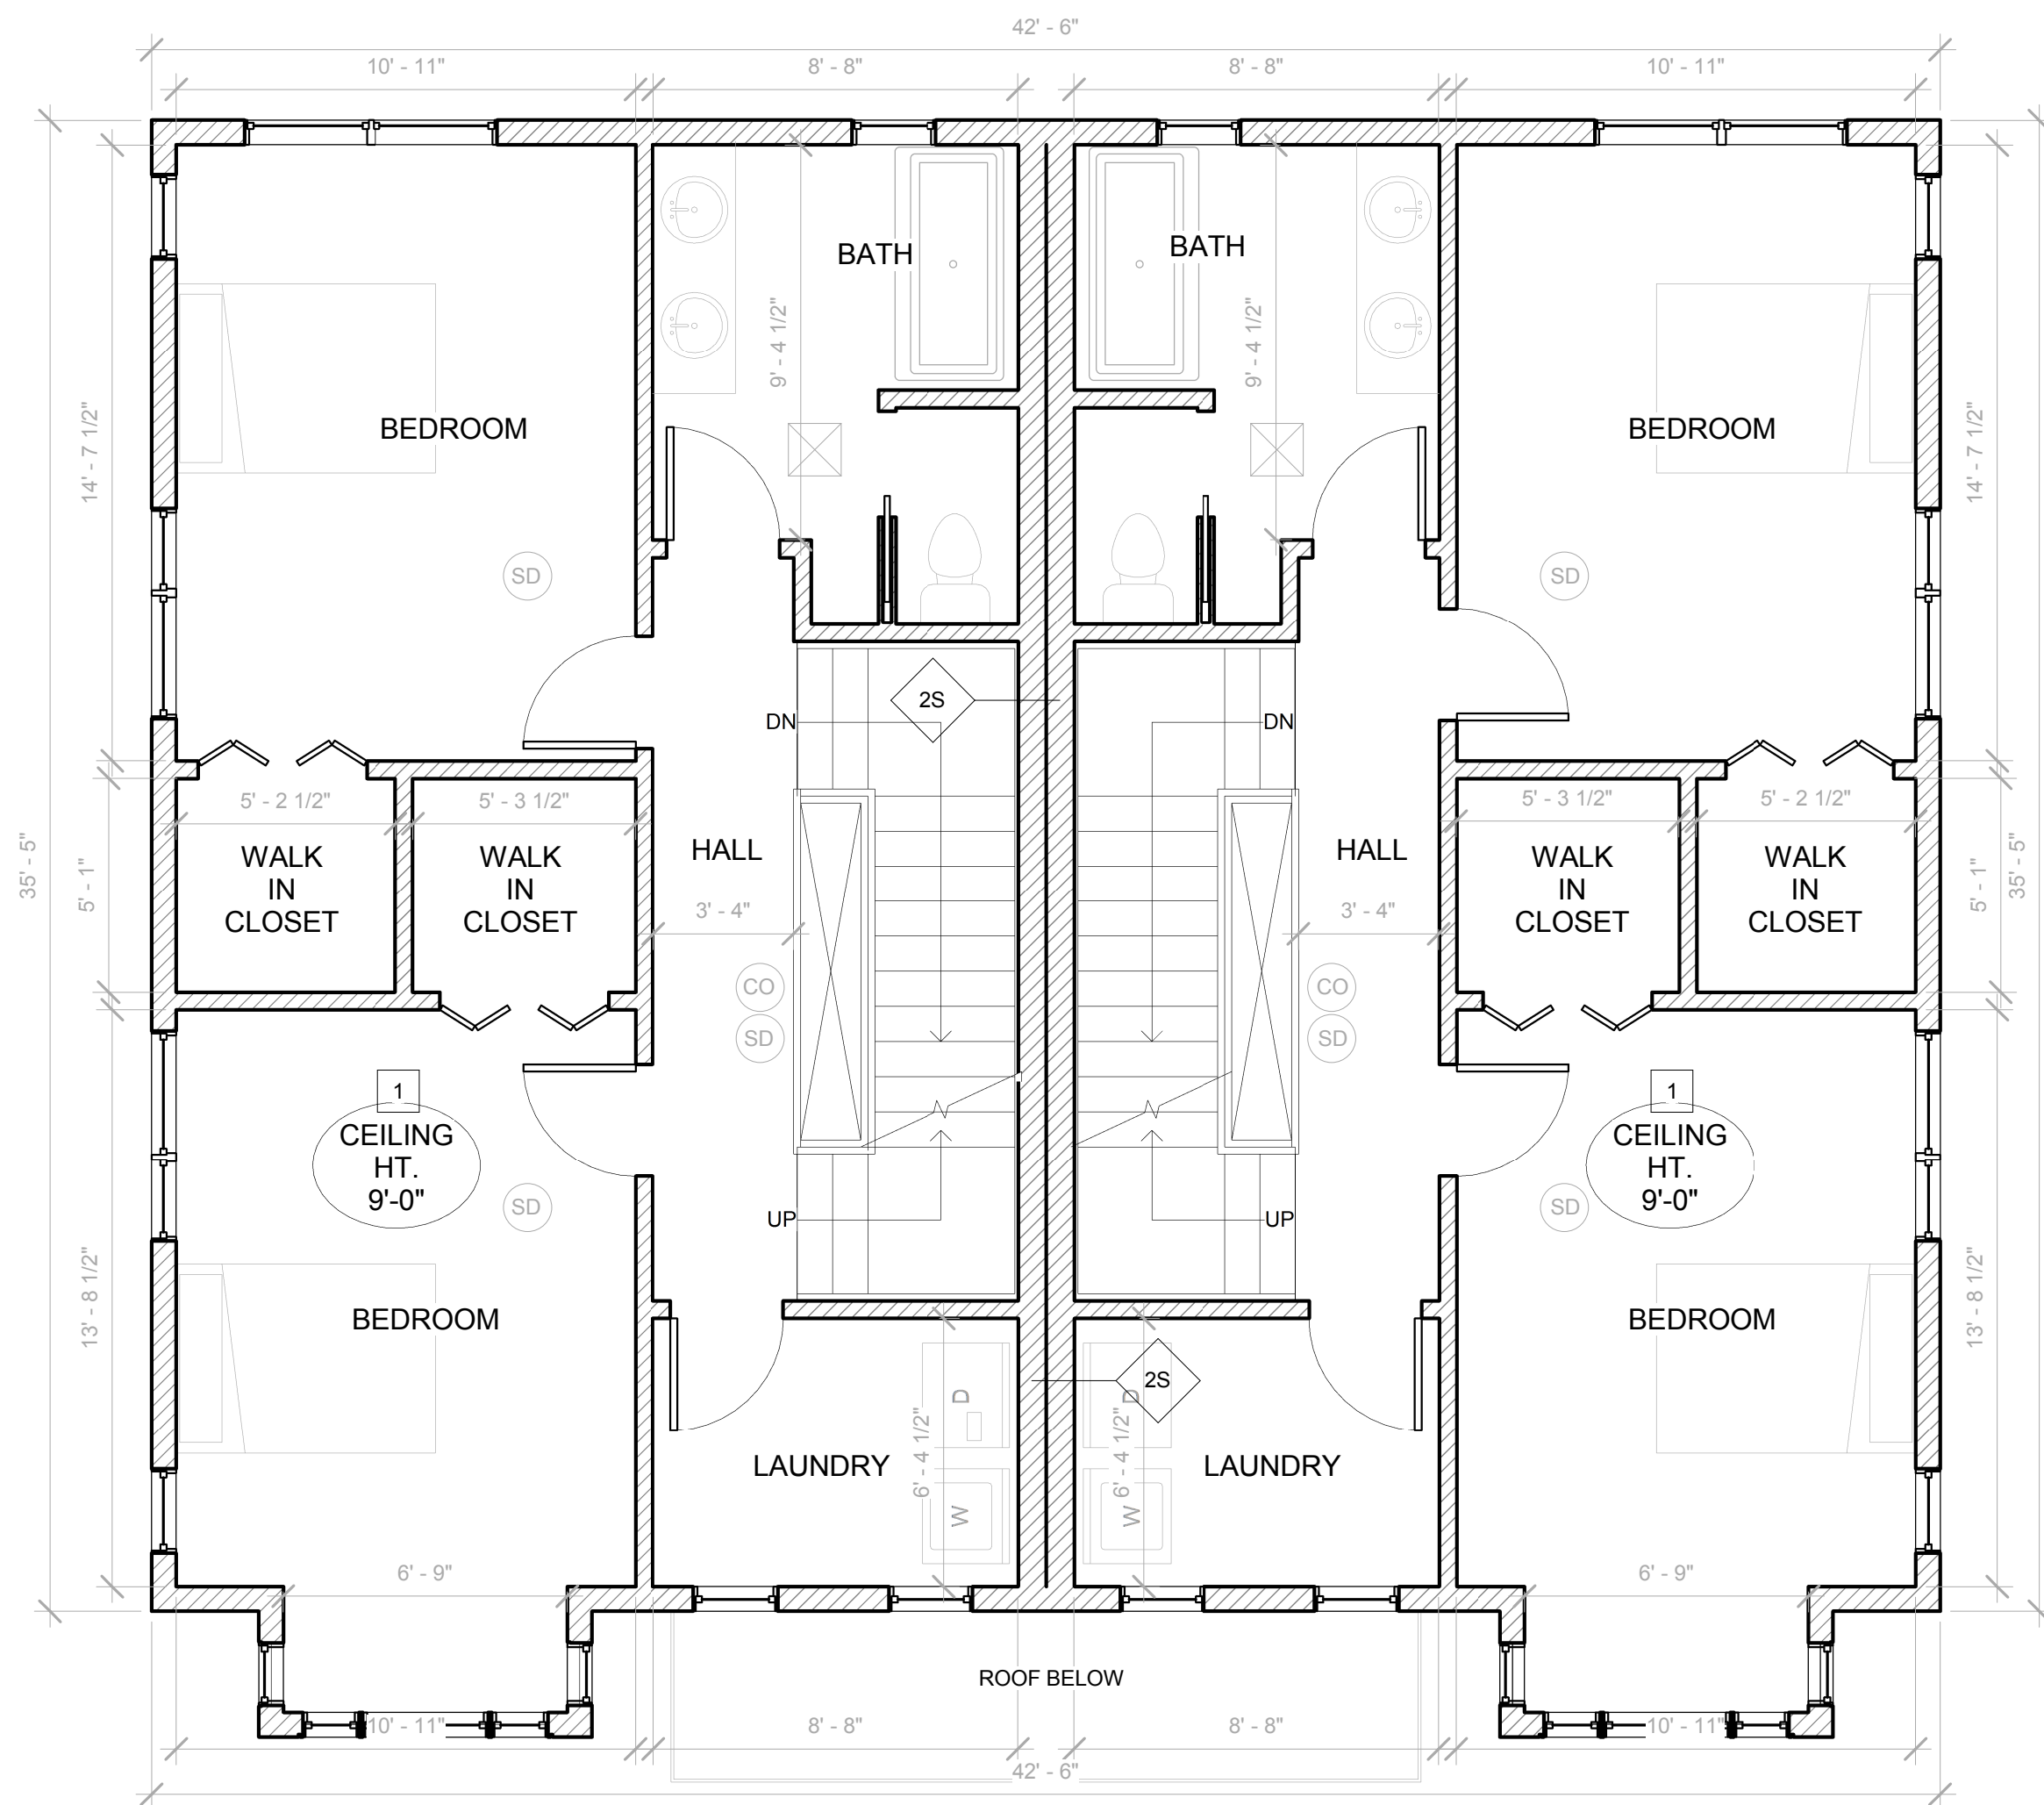 42' - 6"
10' - 11"
8' - 8"
8' - 8"
10' - 11"
BATH
BATH
9' - 4 1/2"
9' - 4 1/2"
BEDROOM
BEDROOM
14' - 7 1/2"
14' - 7 1/2"
SD
SD
2S
DN
DN
5' - 2 1/2"
5' - 3 1/2"
5' - 3 1/2"
5' - 2 1/2"
35' - 5"
5' - 1"
WALK
IN
CLOSET
WALK
IN
CLOSET
HALL
HALL
WALK
IN
CLOSET
WALK
IN
CLOSET
5' - 1"
35' - 5"
3' - 4"
3' - 4"
CO
SD
CO
SD
1
CEILING
HT.
9'-0"
1
CEILING
HT.
9'-0"
SD
SD
UP
UP
13' - 8 1/2"
13' - 8 1/2"
BEDROOM
BEDROOM
2S
D
D
LAUNDRY
6' - 4 1/2"
6' - 4 1/2"
LAUNDRY
W
W
6' - 9"
6' - 9"
ROOF BELOW
10' - 11"
8' - 8"
8' - 8"
10' - 11"
42' - 6"